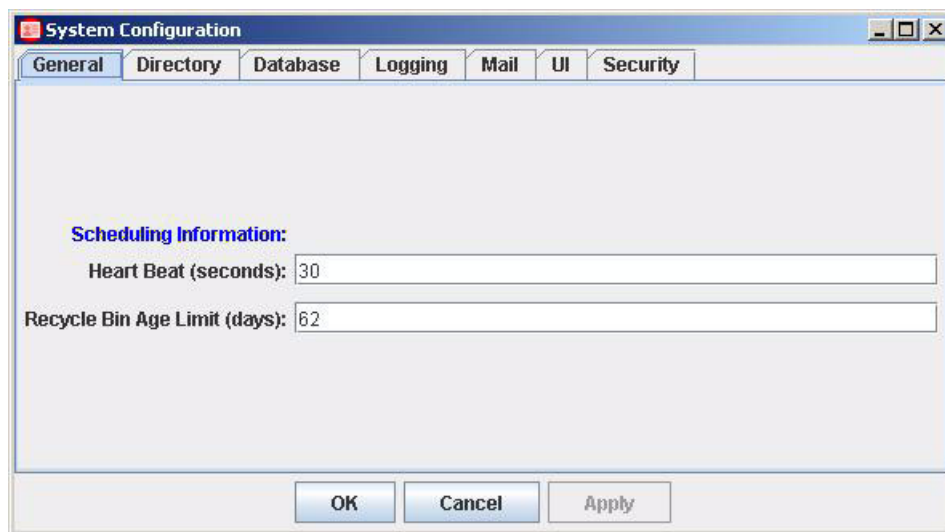 System Configuration
General Directory Database Logging Mail UI Security
Scheduling Information:
Heart Beat (seconds): 30
Recycle Bin Age Limit (days): 62
OK Cancel Apply